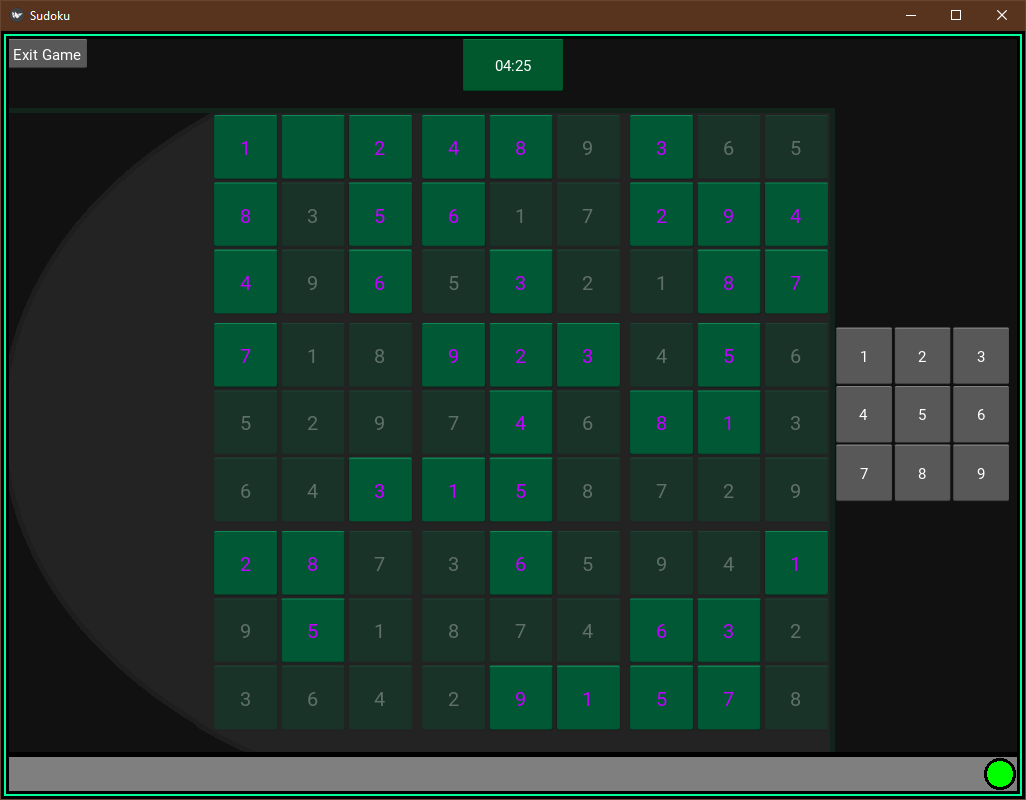 Sudoku
Exit Game
04:25
1 2 4 8 9 3 6 5
8 3 5 6 1 7 2 9 4
4 9 6 5 3 2 1 8 7
7 1 8 9 2 3 4 5 6
5 2 9 7 4 6 8 1 3
6 4 3 1 5 8 7 2 9
2 8 7 3 6 5 9 4 1
9 5 1 8 7 4 6 3 2
3 6 4 2 9 1 5 7 8
1 2 3
4 5 6
7 8 9